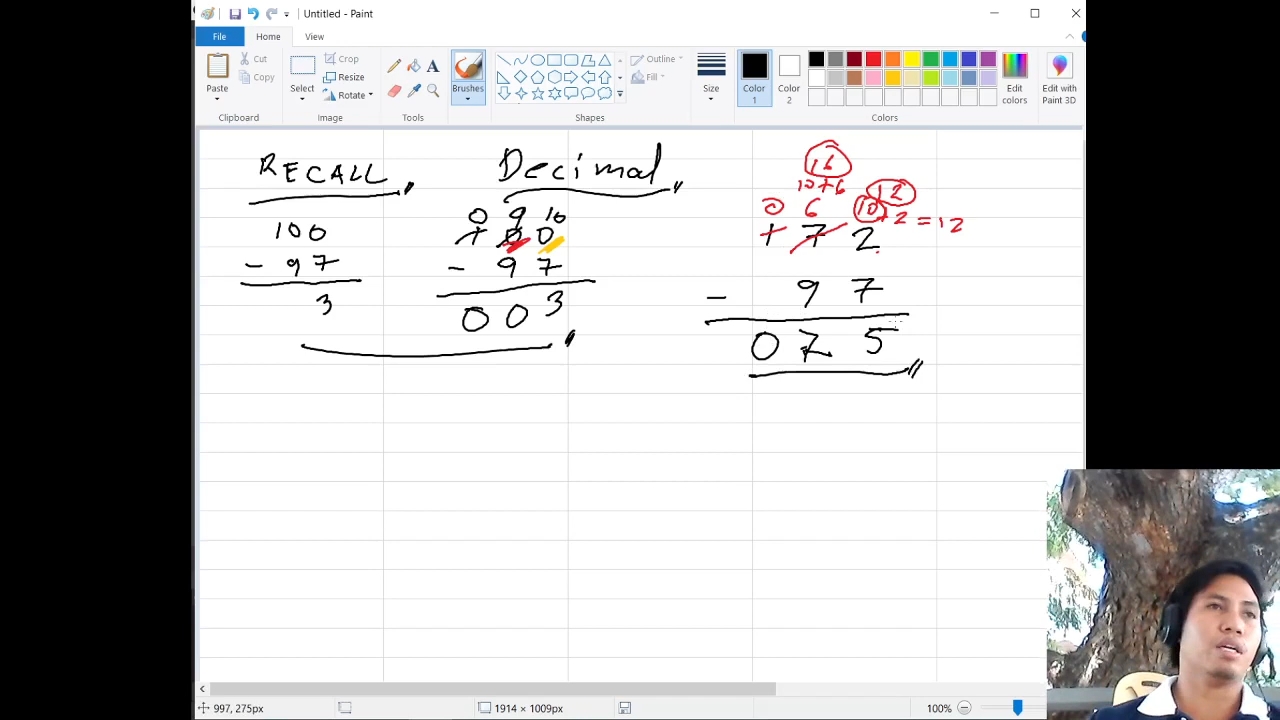 Untitled - Paint
File Home View
Paste
Cut
Copy
Clipboard
Select
Crop
Resize
Rotate
Image
A
Tools
Brushes
Outline
Fill
Shapes
Size
Color 1
Color 2
Edit colors
Colors
Edit with Paint 3D
RECALL
100
- 97
3
Decimal
0 9 10
1 0 0
- 9 7
0 0 3
16
10+6
12
0 6 10+2 = 12
1 7 2
- 9 7
0 7 5
997, 275px
1914 × 1009px
100%